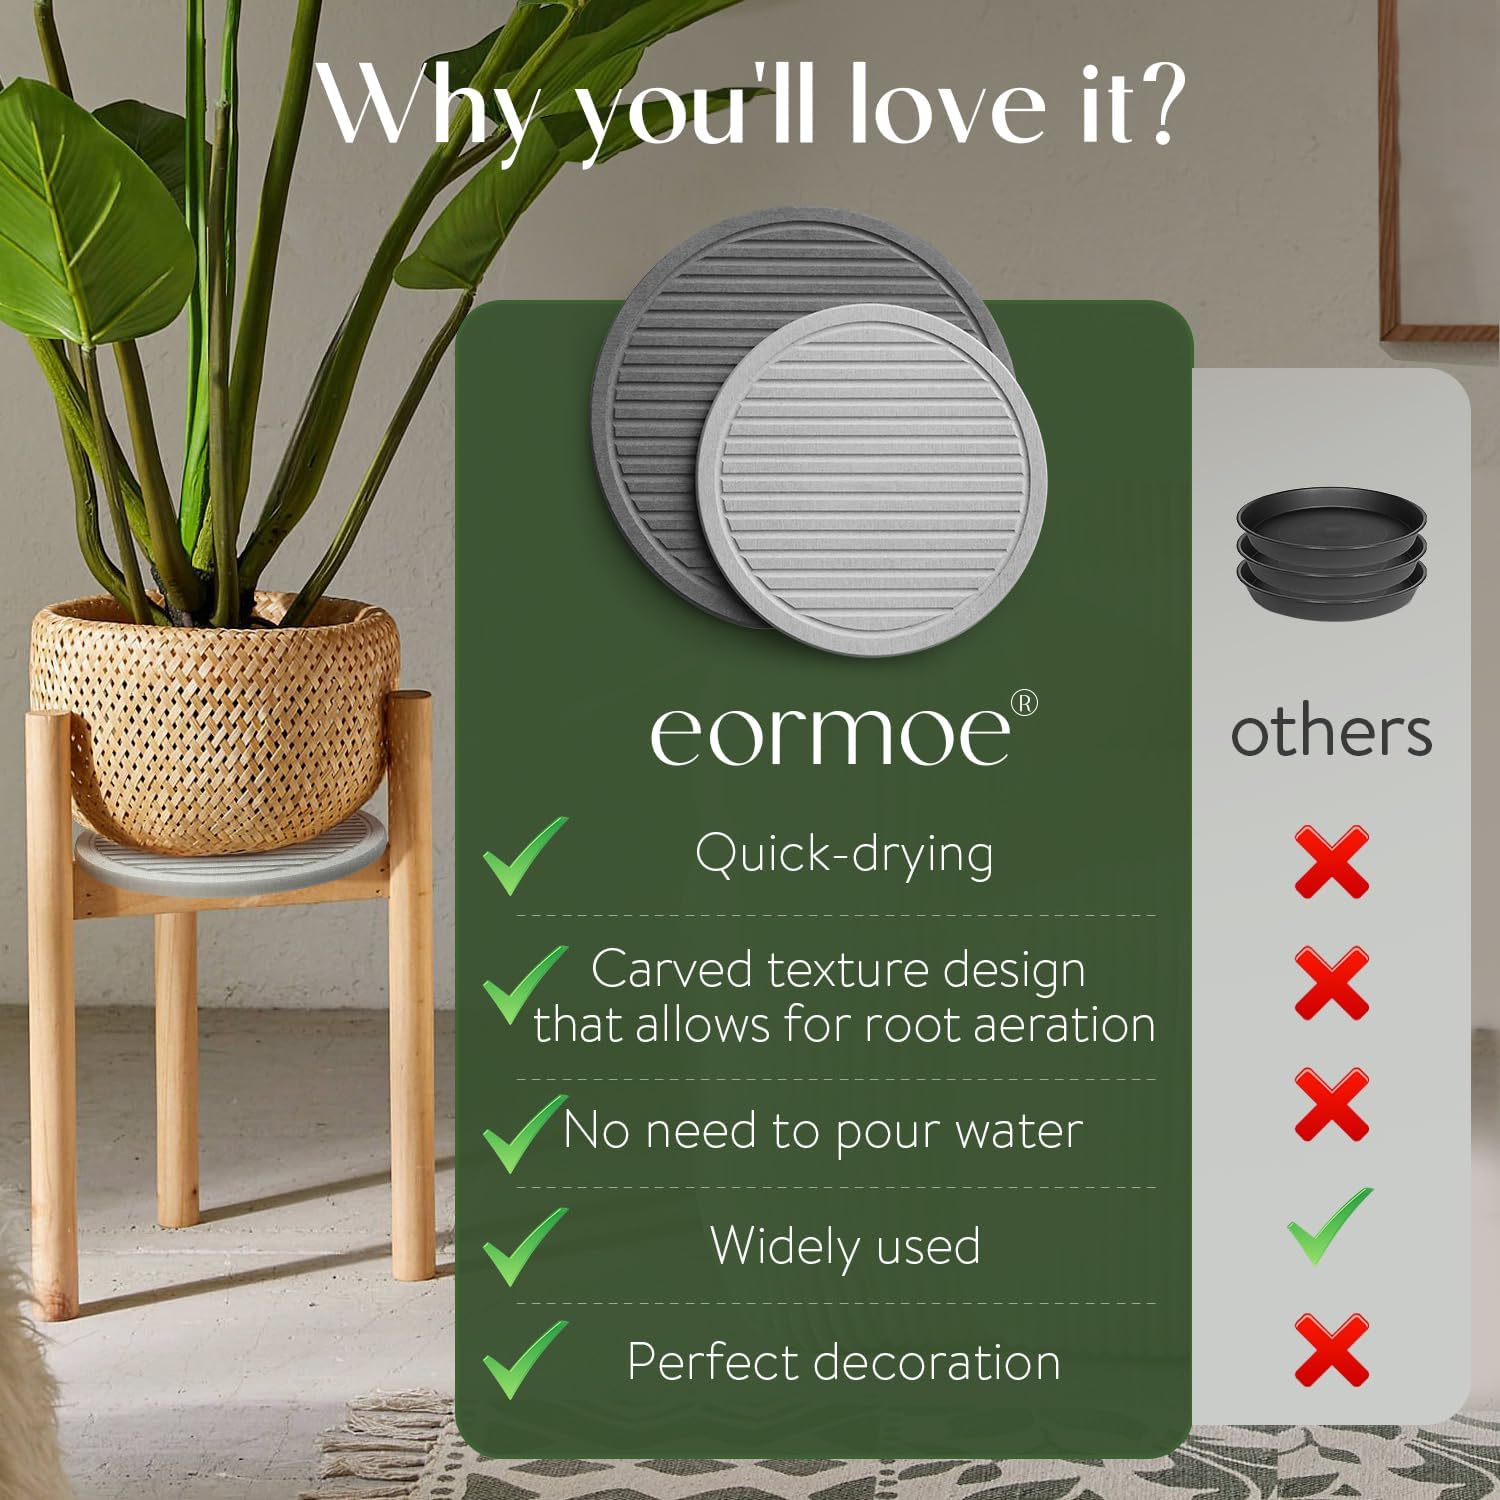 Why you'll love it?
eormoe®
others
Quick-drying
Carved texture design
that allows for root aeration
No need to pour water
Widely used
Perfect decoration